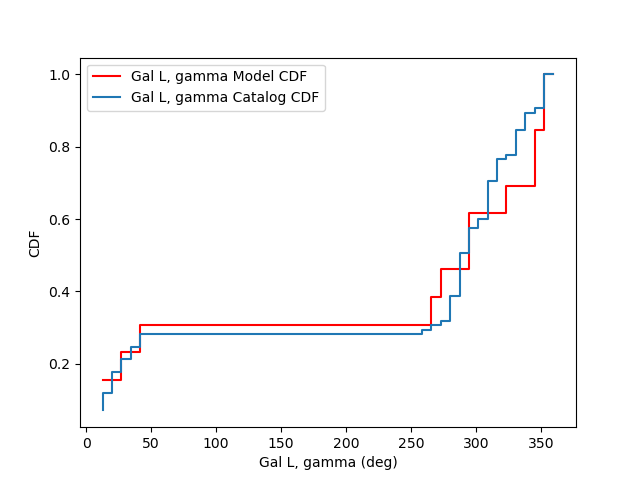 Gal L, gamma Model CDF
Gal L, gamma Catalog CDF
1.0
0.8
0.6
0.4
0.2
CDF
0 50 100 150 200 250 300 350
Gal L, gamma (deg)